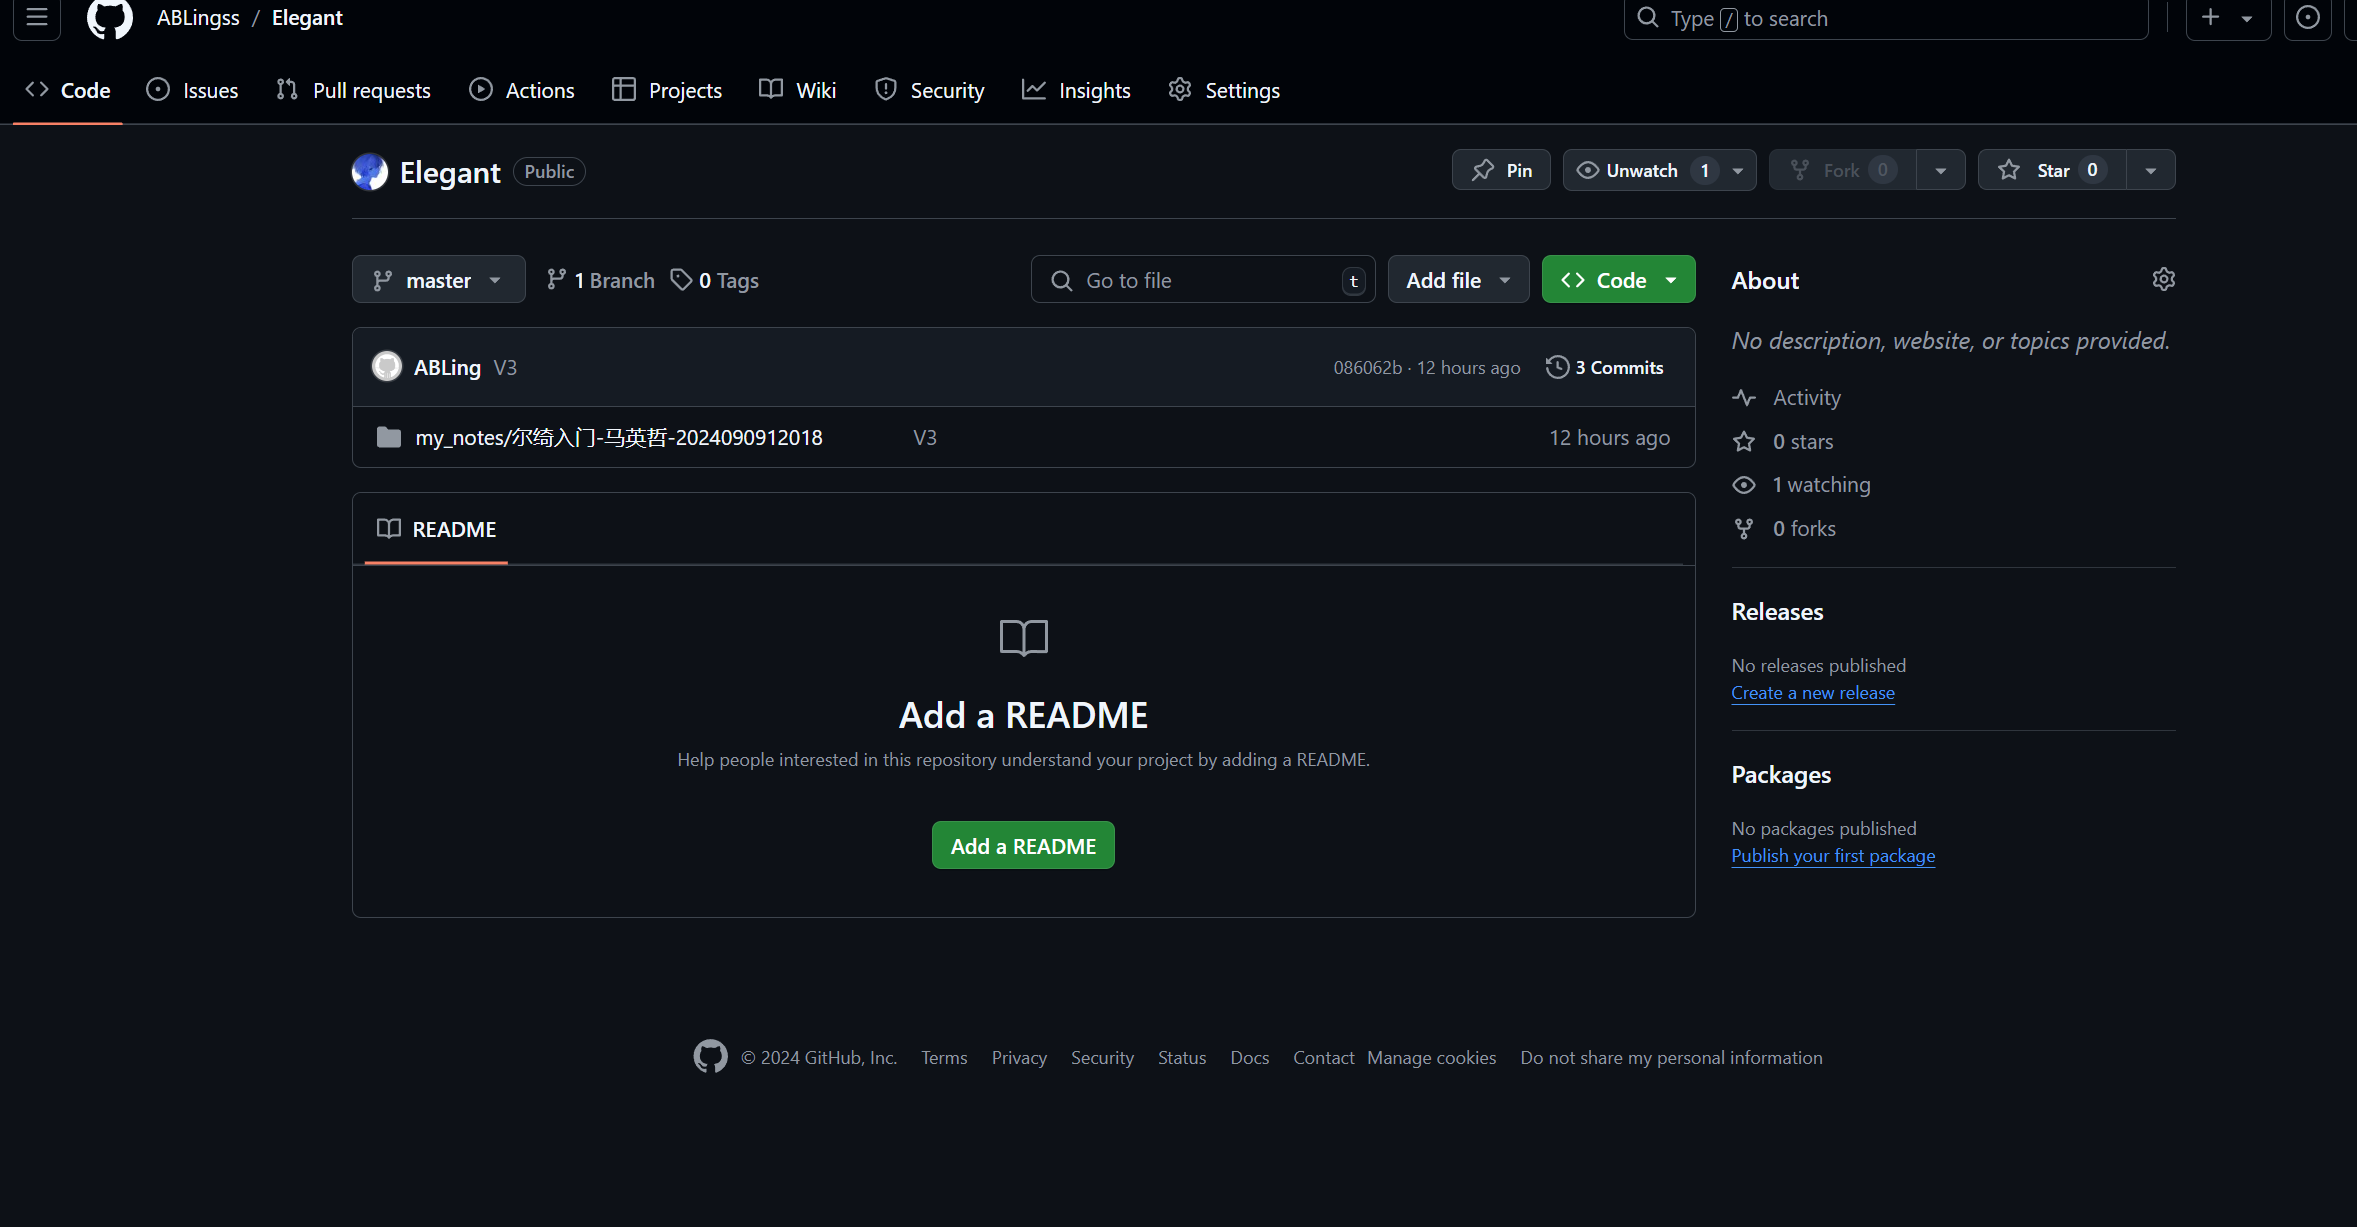 ABLingss / Elegant
Type / to search
Code Issues Pull requests Actions Projects Wiki Security Insights Settings
Elegant Public
Pin Unwatch 1 Fork 0 Star 0
master 1 Branch 0 Tags Go to file t Add file Code
ABLing V3 086062b · 12 hours ago 3 Commits
my_notes/尔绮入门-马英哲-2024090912018 V3 12 hours ago
README
Add a README
Help people interested in this repository understand your project by adding a README.
Add a README
About
No description, website, or topics provided.
Activity
0 stars
1 watching
0 forks
Releases
No releases published
Create a new release
Packages
No packages published
Publish your first package
© 2024 GitHub, Inc. Terms Privacy Security Status Docs Contact Manage cookies Do not share my personal information